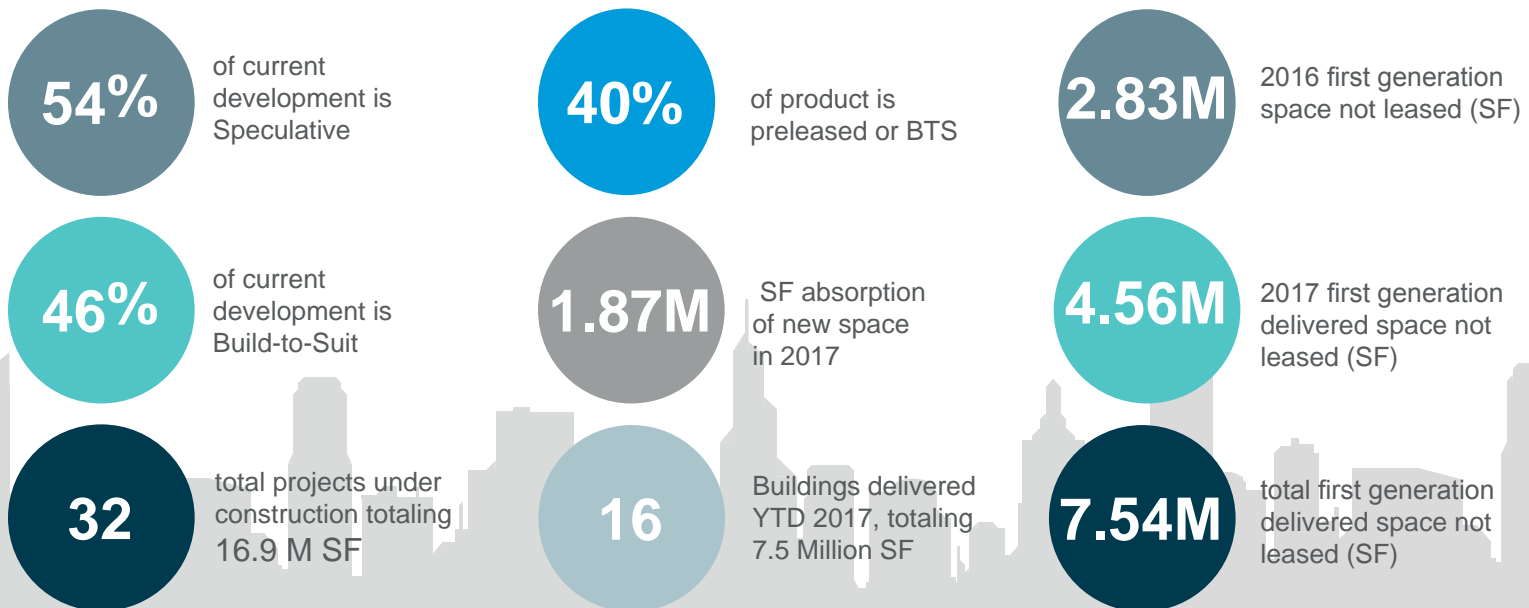 54%
of current
development is
Speculative
40%
of product is
preleased or BTS
2.83M
2016 first generation
space not leased (SF)
46%
of current
development is
Build-to-Suit
1.87M
SF absorption
of new space
in 2017
4.56M
2017 first generation
delivered space not
leased (SF)
32
total projects under
construction totaling
16.9 M SF
16
Buildings delivered
YTD 2017, totaling
7.5 Million SF
7.54M
total first generation
delivered space not
leased (SF)